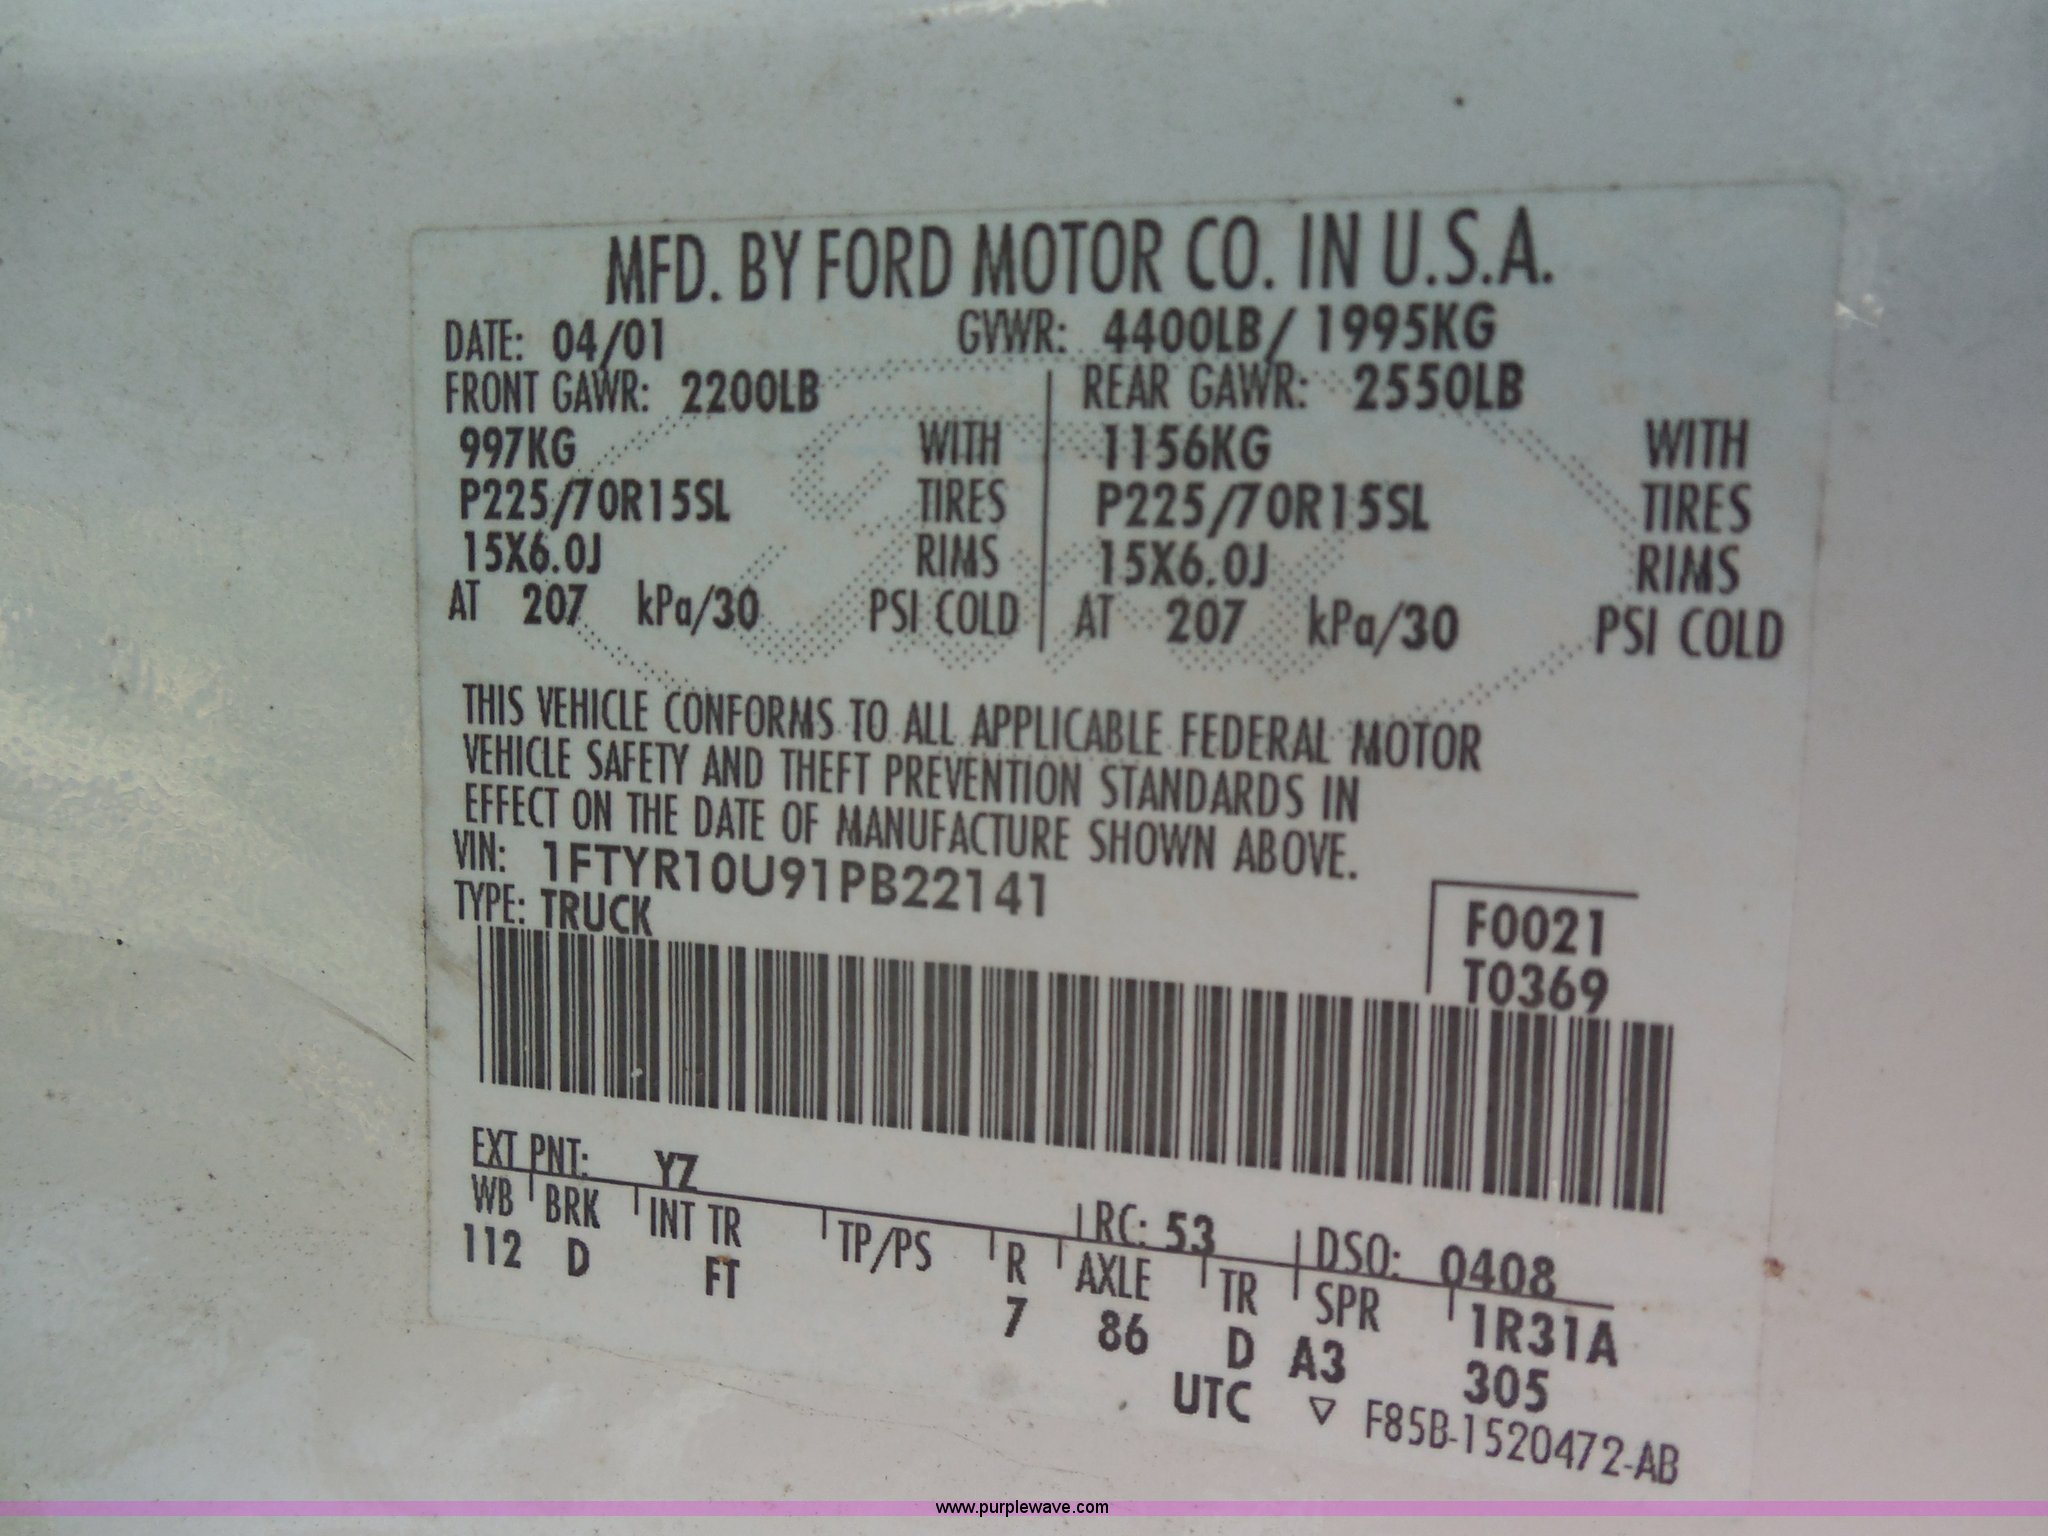 MFD. BY FORD MOTOR CO. IN U.S.A.
DATE: 04/01 GVWR: 4400LB/ 1995KG
FRONT GAWR: 2200LB REAR GAWR: 2550LB
997KG WITH 1156KG WITH
P225/70R15SL TIRES P225/70R15SL TIRES
15X6.0J RIMS 15X6.0J RIMS
AT 207 kPa/30 PSI COLD AT 207 kPa/30 PSI COLD
THIS VEHICLE CONFORMS TO ALL APPLICABLE FEDERAL MOTOR
VEHICLE SAFETY AND THEFT PREVENTION STANDARDS IN
EFFECT ON THE DATE OF MANUFACTURE SHOWN ABOVE.
VIN: 1FTYR10U91PB22141
TYPE: TRUCK
F0021
T0369
EXT PNT: YZ RC: 53 DSO: 0408
WB BRK INT TR TP/PS R AXLE TR SPR 1R31A
112 D FT 7 86 D A3 305
UTC ▽ F85B-1520472-AB
www.purplewave.com